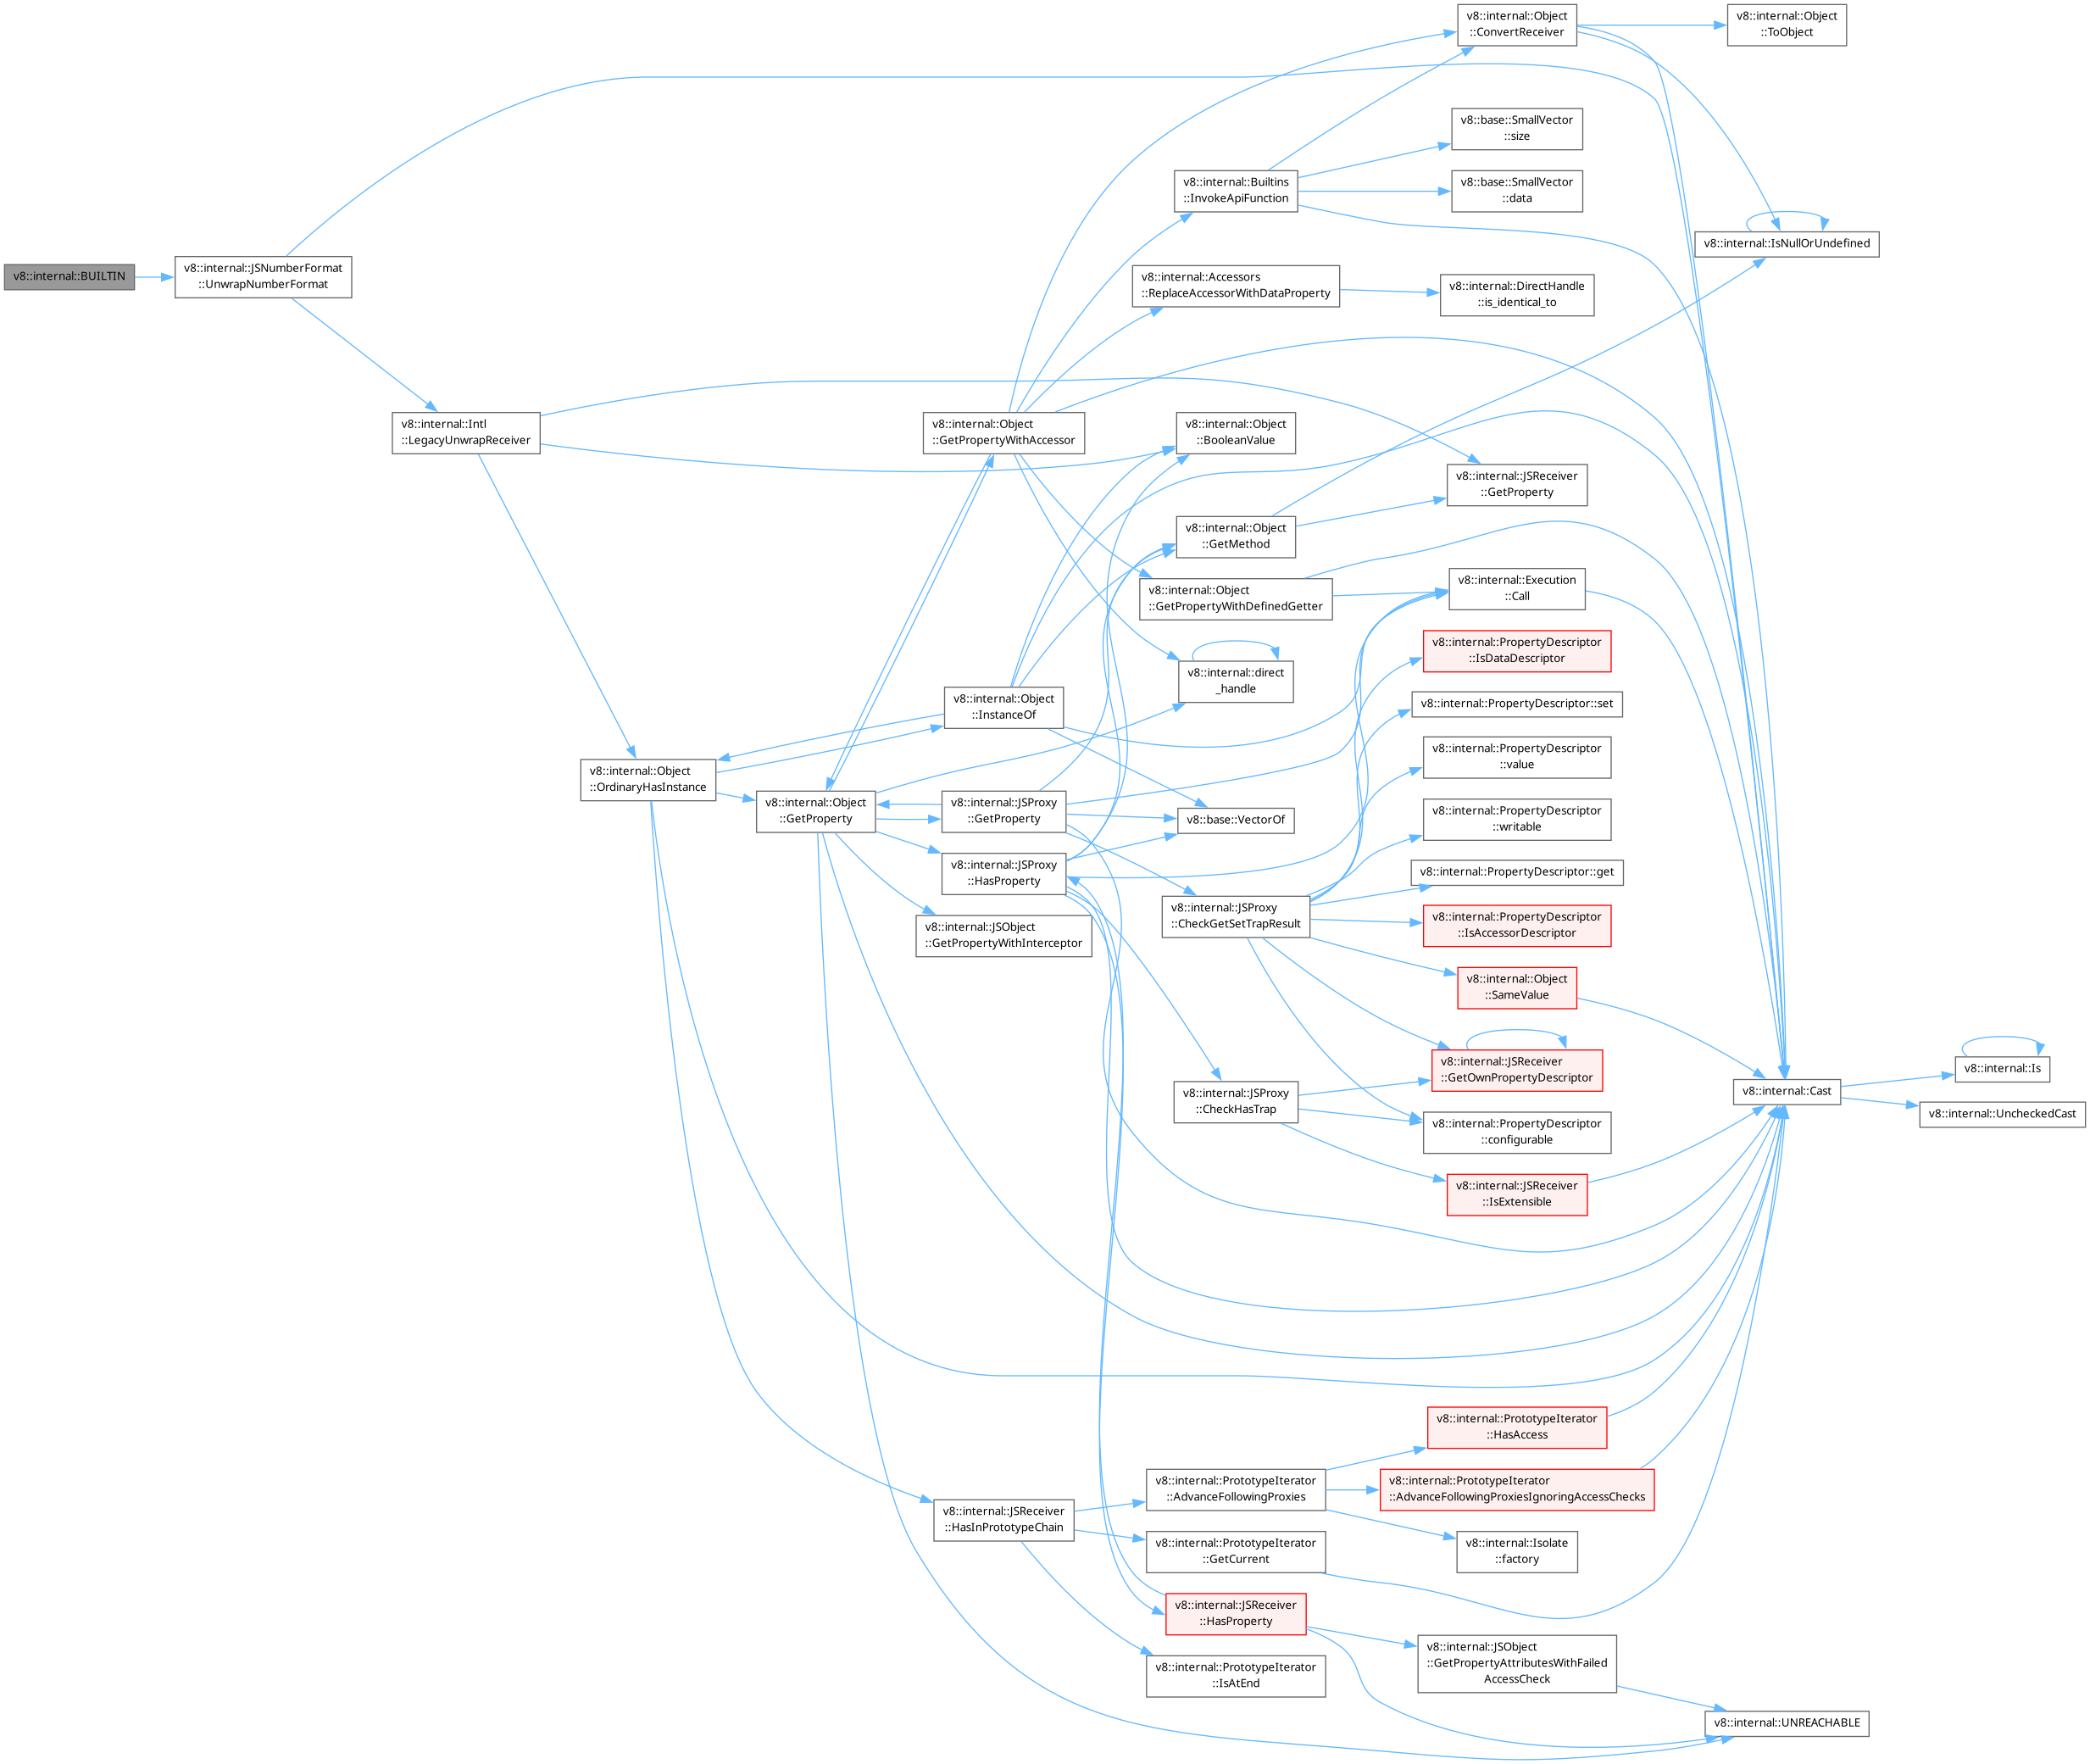 v8::internal::BUILTIN
v8::internal::JSNumberFormat
::UnwrapNumberFormat
v8::internal::Intl
::LegacyUnwrapReceiver
v8::internal::Object
::OrdinaryHasInstance
v8::internal::Object
::GetProperty
v8::internal::Object
::GetPropertyWithAccessor
v8::internal::Object
::InstanceOf
v8::internal::JSProxy
::GetProperty
v8::internal::JSProxy
::HasProperty
v8::internal::JSObject
::GetPropertyWithInterceptor
v8::internal::JSReceiver
::HasInPrototypeChain
v8::internal::Builtins
::InvokeApiFunction
v8::internal::Accessors
::ReplaceAccessorWithDataProperty
v8::internal::Object
::BooleanValue
v8::internal::Object
::GetMethod
v8::internal::Object
::GetPropertyWithDefinedGetter
v8::internal::direct
_handle
v8::base::VectorOf
v8::internal::JSProxy
::CheckGetSetTrapResult
v8::internal::JSProxy
::CheckHasTrap
v8::internal::PrototypeIterator
::AdvanceFollowingProxies
v8::internal::PrototypeIterator
::GetCurrent
v8::internal::JSReceiver
::HasProperty
v8::internal::PrototypeIterator
::IsAtEnd
v8::internal::Object
::ConvertReceiver
v8::base::SmallVector
::size
v8::base::SmallVector
::data
v8::internal::DirectHandle
::is_identical_to
v8::internal::JSReceiver
::GetProperty
v8::internal::Execution
::Call
v8::internal::PropertyDescriptor
::IsDataDescriptor
v8::internal::PropertyDescriptor::set
v8::internal::PropertyDescriptor
::value
v8::internal::PropertyDescriptor
::writable
v8::internal::PropertyDescriptor::get
v8::internal::PropertyDescriptor
::IsAccessorDescriptor
v8::internal::Object
::SameValue
v8::internal::JSReceiver
::GetOwnPropertyDescriptor
v8::internal::PropertyDescriptor
::configurable
v8::internal::JSReceiver
::IsExtensible
v8::internal::PrototypeIterator
::HasAccess
v8::internal::PrototypeIterator
::AdvanceFollowingProxiesIgnoringAccessChecks
v8::internal::Isolate
::factory
v8::internal::JSObject
::GetPropertyAttributesWithFailed
AccessCheck
v8::internal::Object
::ToObject
v8::internal::IsNullOrUndefined
v8::internal::Cast
v8::internal::UNREACHABLE
v8::internal::Is
v8::internal::UncheckedCast